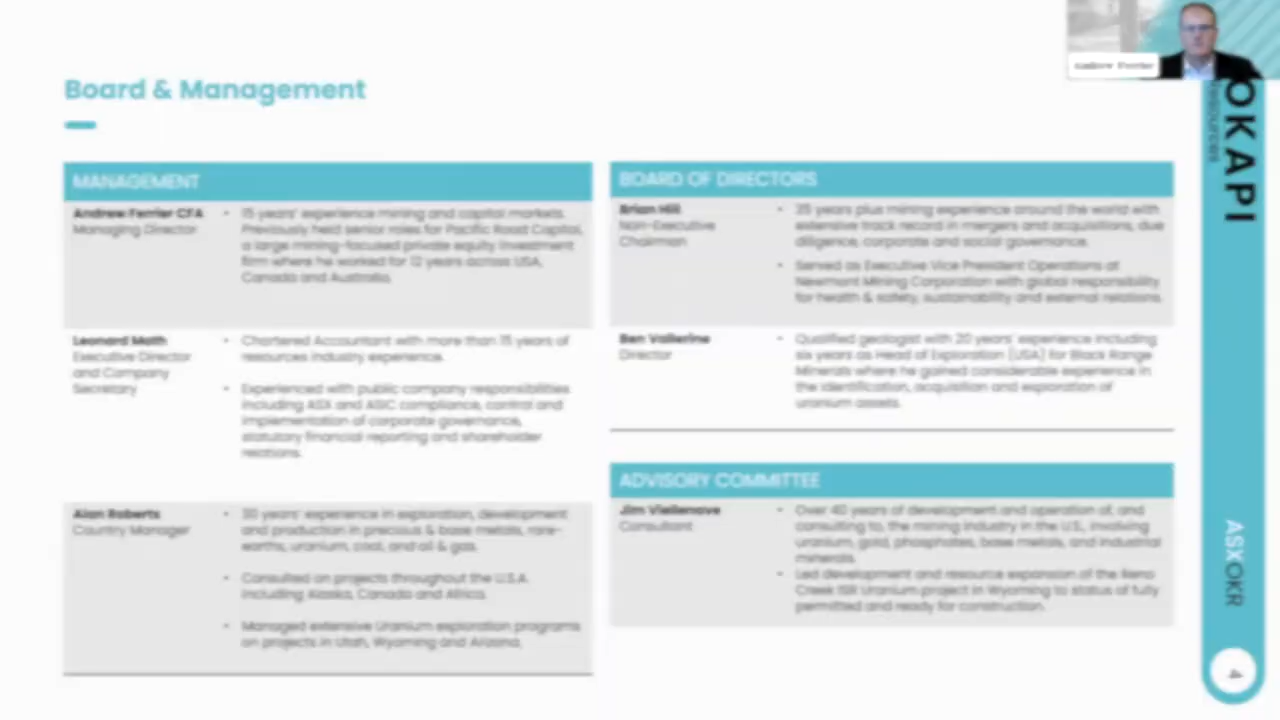 Board & Management
MANAGEMENT
Andrew Ferrier CFA
Managing Director
• 15 years' experience mining and capital markets.
Previously held senior roles for Pacific Road Capital,
a large mining-focused private equity investment
firm where he worked for 12 years across USA,
Canada and Australia.
Leonard Math
Executive Director
and Company
Secretary
• Chartered Accountant with more than 15 years of
resources industry experience.
• Experienced with public company responsibilities
including ASX and ASIC compliance, control and
implementation of corporate governance,
statutory financial reporting and shareholder
relations.
Alan Roberts
Country Manager
• 30 years' experience in exploration, development
and production in precious & base metals, rare-
earths, uranium, coal, and oil & gas.
• Consulted on projects throughout the U.S.A.
including Alaska, Canada and Africa.
• Managed extensive Uranium exploration programs
on projects in Utah, Wyoming and Arizona.
BOARD OF DIRECTORS
Brian Hill
Non-Executive
Chairman
• 35 years plus mining experience around the world with
extensive track record in mergers and acquisitions, due
diligence, corporate and social governance.
• Served as Executive Vice President Operations at
Newmont Mining Corporation with global responsibility
for health & safety, sustainability and external relations.
Ben Vallerine
Director
• Qualified geologist with 20 years' experience including
six years as Head of Exploration (USA) for Black Range
Minerals where he gained considerable experience in
the identification, acquisition and exploration of
uranium assets.
ADVISORY COMMITTEE
Jim Viellenave
Consultant
• Over 40 years of development and operation of, and
consulting to, the mining industry in the U.S., involving
uranium, gold, phosphates, base metals, and industrial
minerals.
• Led development and resource expansion of the Reno
Creek ISR Uranium project in Wyoming to status of fully
permitted and ready for construction.
Andrew Ferrier
OKAPI
Resources
ASX:OKR
4